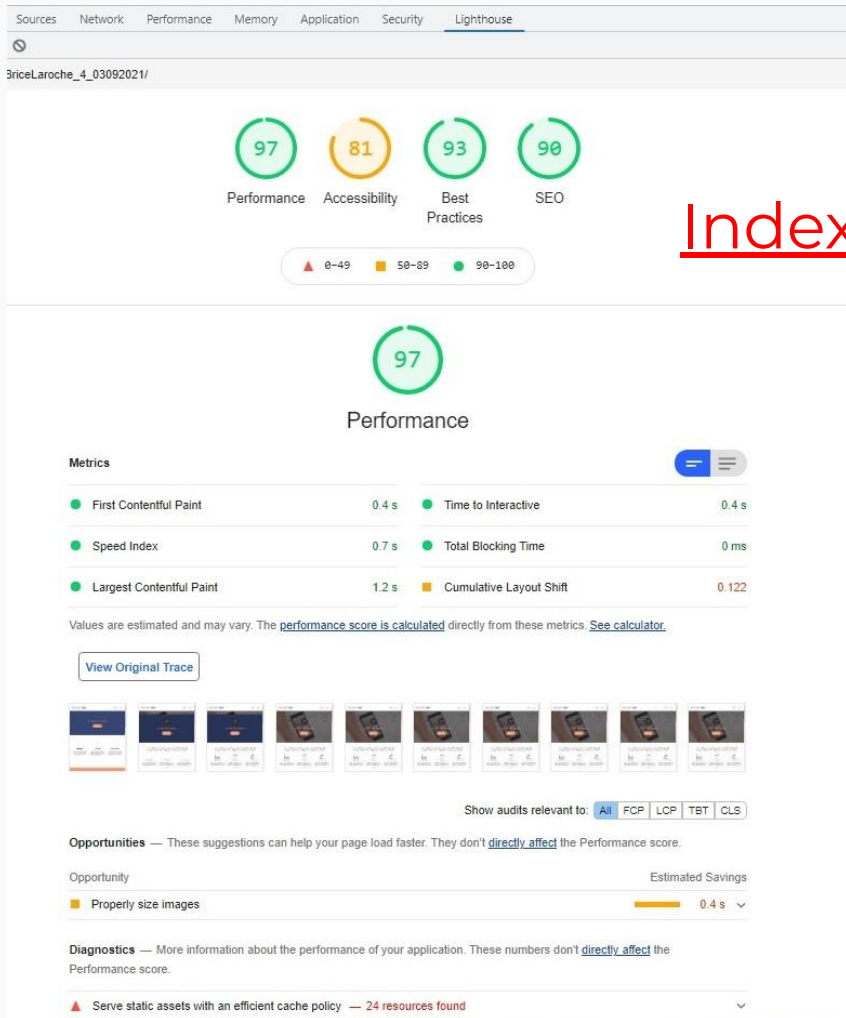 Sources Network Performance Memory Application Security Lighthouse
BriceLaroche_4_03092021/
97 81 93 90
Performance Accessibility Best Practices SEO
Index
0–49 50–89 90–100
97
Performance
Metrics
First Contentful Paint 0.4 s Time to Interactive 0.4 s
Speed Index 0.7 s Total Blocking Time 0 ms
Largest Contentful Paint 1.2 s Cumulative Layout Shift 0.122
Values are estimated and may vary. The performance score is calculated directly from these metrics. See calculator.
View Original Trace
Show audits relevant to: All FCP LCP TBT CLS
Opportunities — These suggestions can help your page load faster. They don't directly affect the Performance score.
Opportunity Estimated Savings
Properly size images 0.4 s
Diagnostics — More information about the performance of your application. These numbers don't directly affect the
Performance score.
Serve static assets with an efficient cache policy — 24 resources found